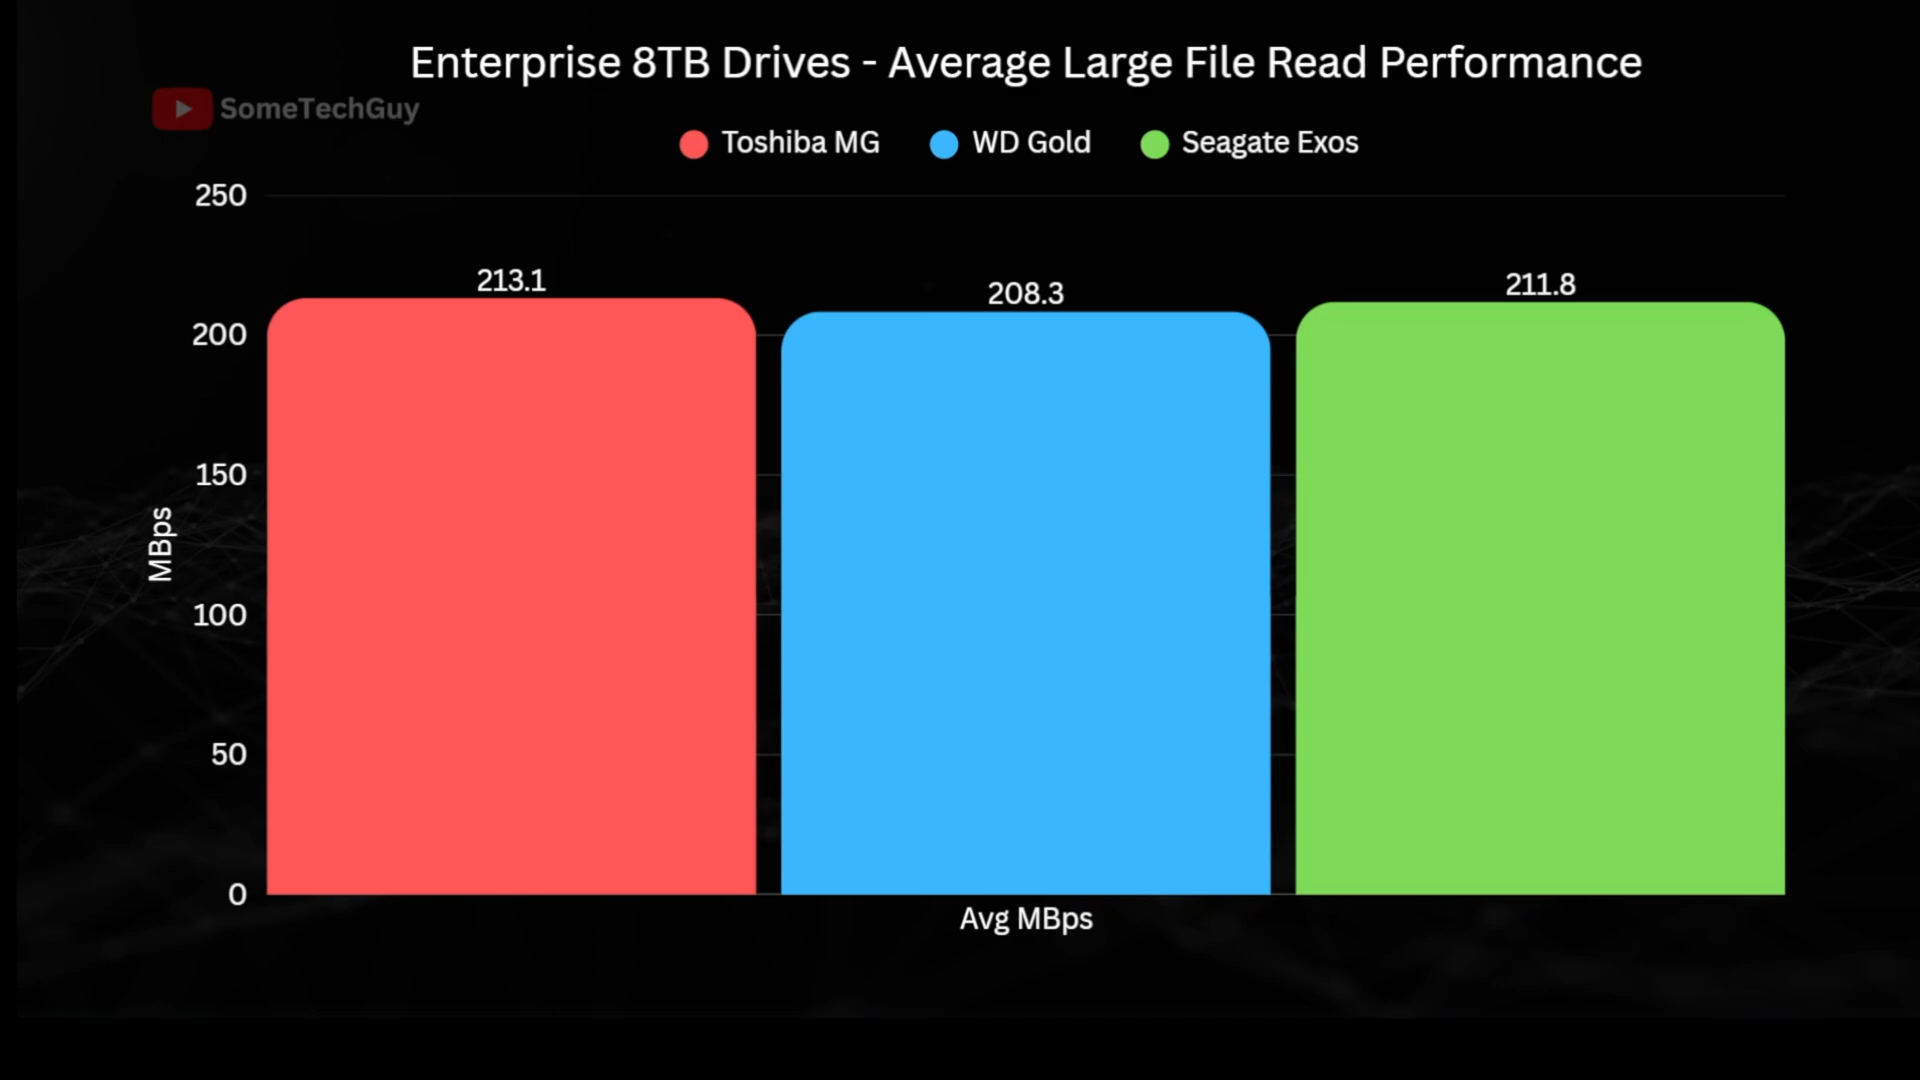 Enterprise 8TB Drives - Average Large File Read Performance
SomeTechGuy
Toshiba MG
WD Gold
Seagate Exos
250
200
150
100
50
0
MBps
213.1
208.3
211.8
Avg MBps